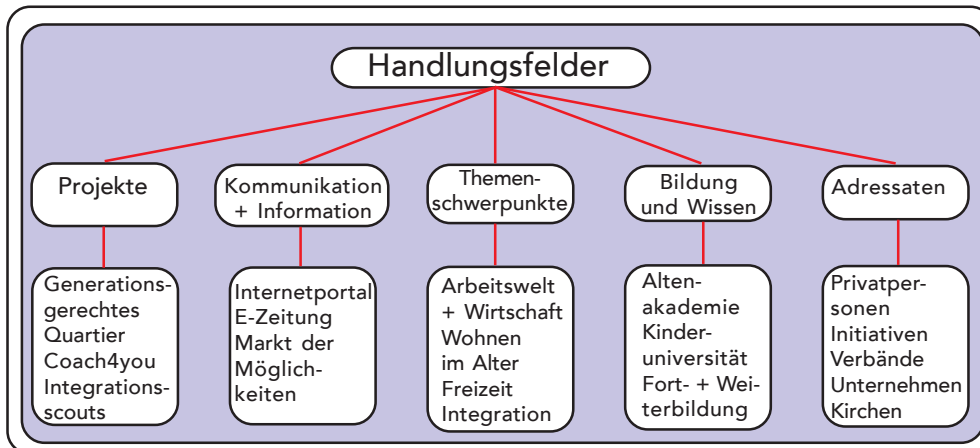 Handlungsfelder
Projekte
Kommunikation
+ Information
Themen-
schwerpunkte
Bildung
und Wissen
Adressaten
Generations-
gerechtes
Quartier
Coach4you
Integrations-
scouts
Internetportal
E-Zeitung
Markt der
Möglich-
keiten
Arbeitswelt
+ Wirtschaft
Wohnen
im Alter
Freizeit
Integration
Alten-
akademie
Kinder-
universität
Fort- + Wei-
terbildung
Privatper-
sonen
Initiativen
Verbände
Unternehmen
Kirchen